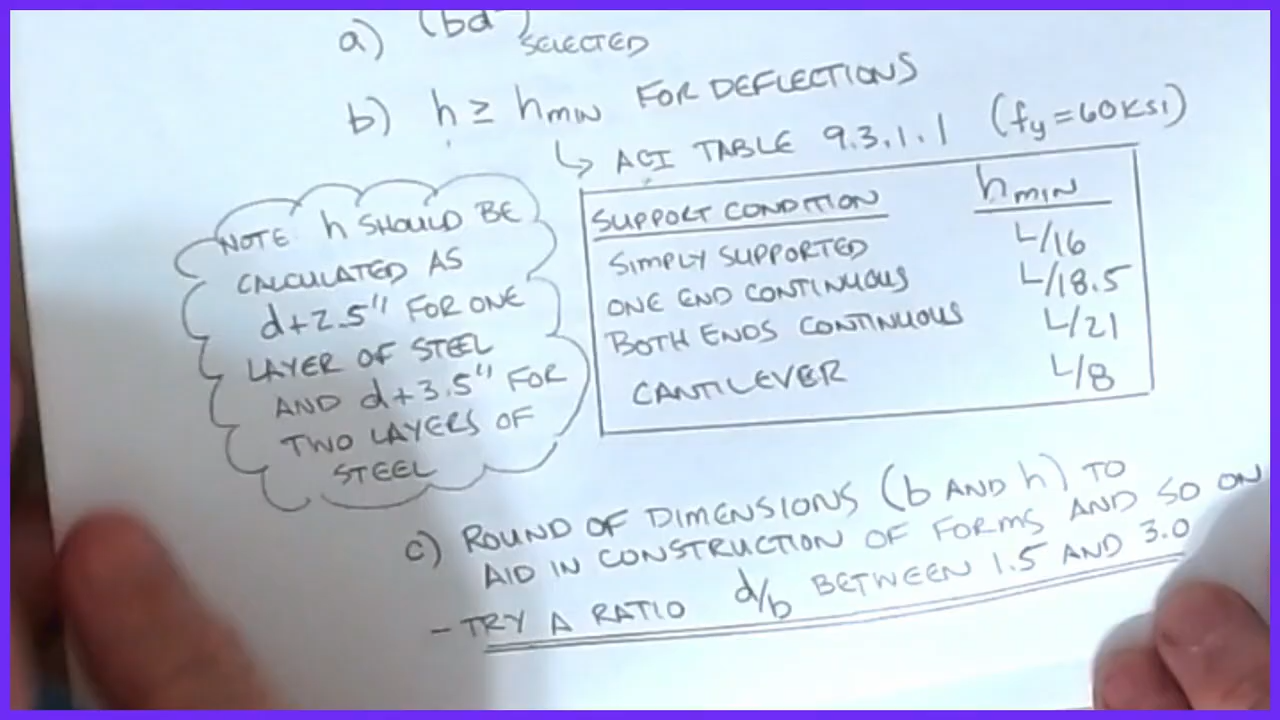 a) (bd²)
SELECTED
b) h ≥ hMIN FOR DEFLECTIONS
↳ ACI TABLE 9.3.1.1 (fy = 60KSI)
SUPPORT CONDITION hMIN
SIMPLY SUPPORTED L/16
ONE END CONTINUOUS L/18.5
BOTH ENDS CONTINUOUS L/21
CANTILEVER L/8
NOTE h SHOULD BE
CALCULATED AS
d+2.5" FOR ONE
LAYER OF STEEL
AND d+3.5" FOR
TWO LAYERS OF
STEEL
c) ROUND OF DIMENSIONS (b AND h) TO
AID IN CONSTRUCTION OF FORMS AND SO ON
- TRY A RATIO d/b BETWEEN 1.5 AND 3.0